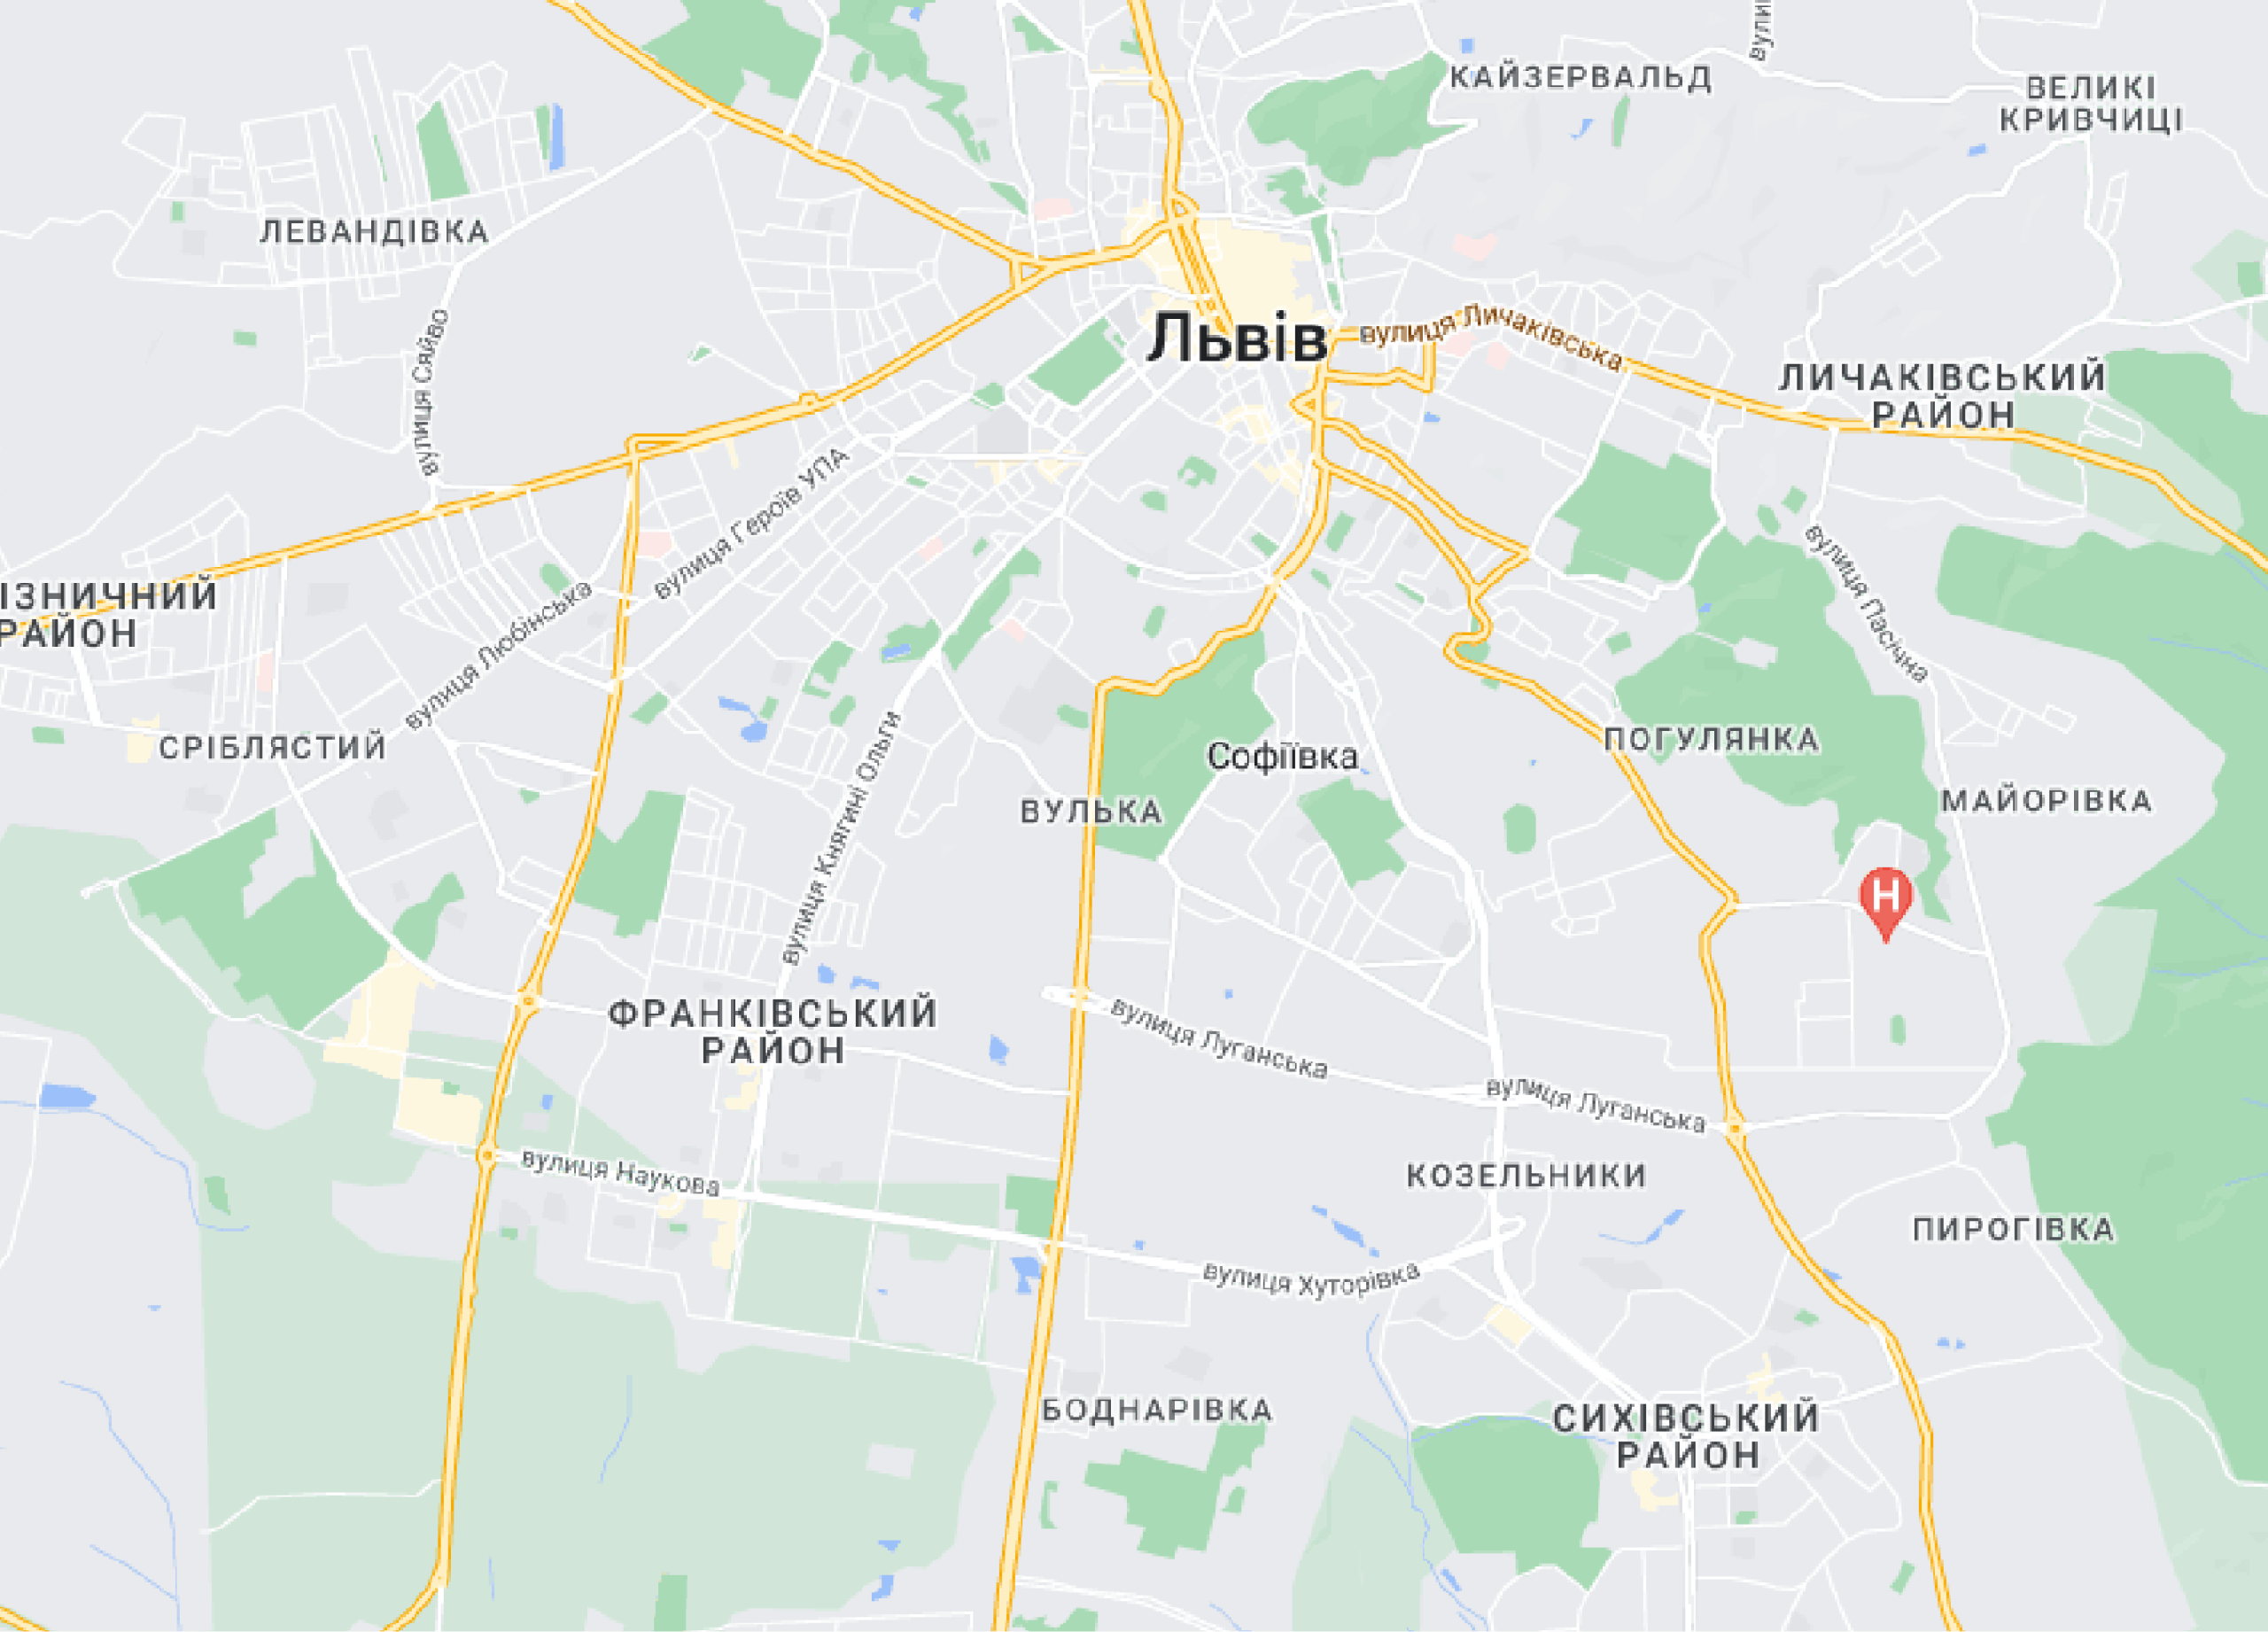 вули
КАЙЗЕРВАЛЬД
ВЕЛИКІ
КРИВЧИЦІ
ЛЕВАНДІВКА
вулиця Сяйво
Львів
вулиця Личаківська
ЛИЧАКІВСЬКИЙ
РАЙОН
вулиця Героїв УПА
вулиця Любінська
вулиця Пасічна
ІЗНИЧНИЙ
РАЙОН
СРІБЛЯСТИЙ
вулиця Княгині Ольги
Софіївка
ПОГУЛЯНКА
ВУЛЬКА
МАЙОРІВКА
H
ФРАНКІВСЬКИЙ
РАЙОН
вулиця Луганська
вулиця Луганська
вулиця Наукова
КОЗЕЛЬНИКИ
ПИРОГІВКА
вулиця Хуторівка
БОДНАРІВКА
СИХІВСЬКИЙ
РАЙОН